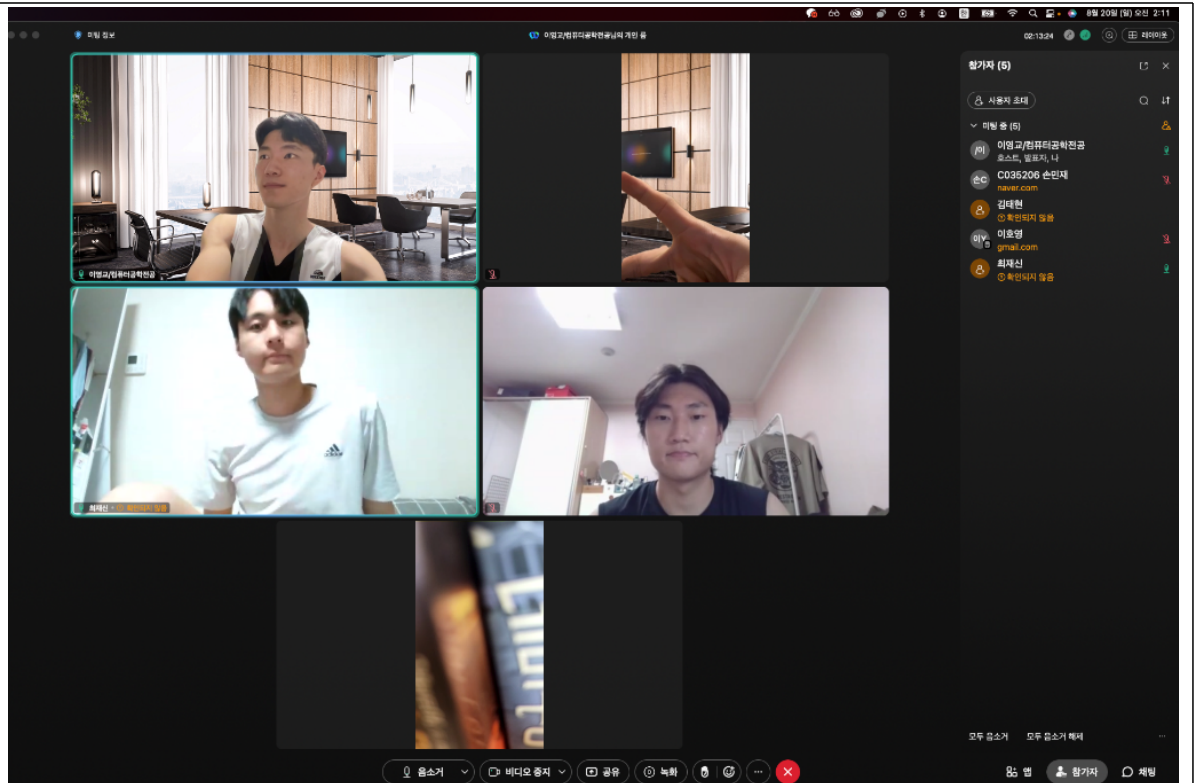 8월 20일 (일) 오전 2:11
미팅 정보
이영교/컴퓨터공학전공님의 개인 룸
02:13:24
레이아웃
참가자 (5)
사용자 초대
미팅 중 (5)
/이
이영교/컴퓨터공학전공
호스트, 발표자, 나
손C
C035206 손민재
naver.com
김태현
확인되지 않음
이Y
이호영
gmail.com
최재신
확인되지 않음
이영교/컴퓨터공학전공
adidas
최재신 • 확인되지 않음
모두 음소거
모두 음소거 해제
음소거
비디오 중지
공유
녹화
앱
참가자
채팅